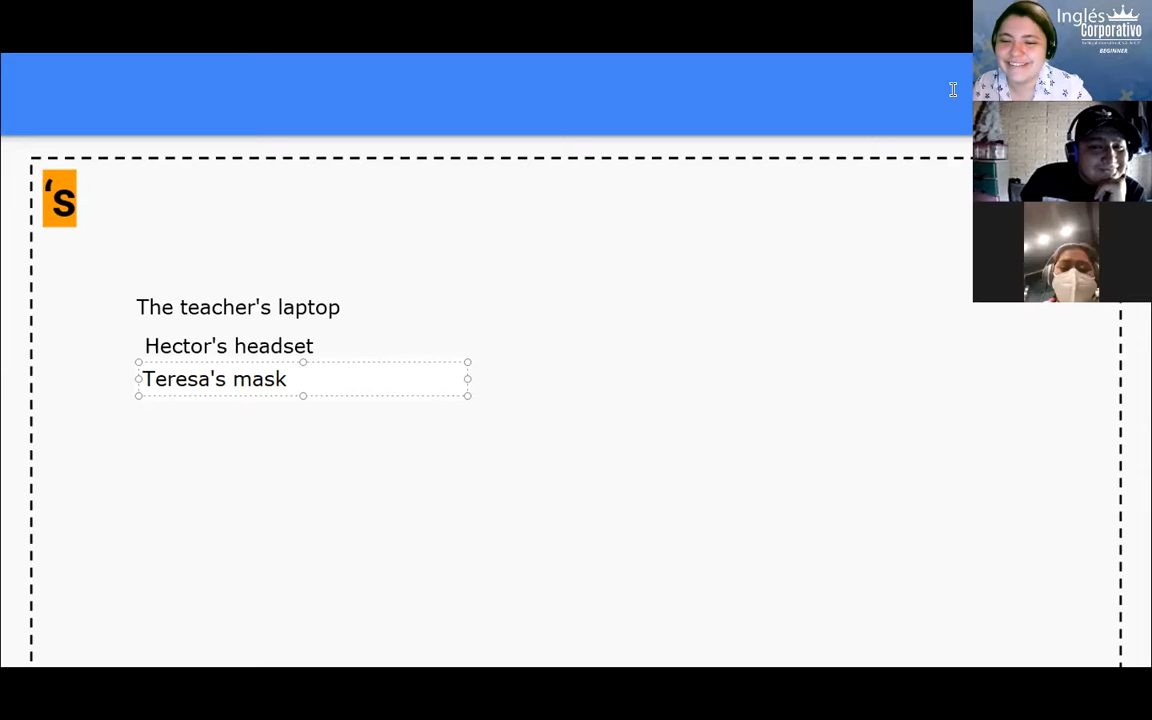 Inglés
Corporativo
BEGINNER
‘s
The teacher's laptop
Hector's headset
Teresa's mask